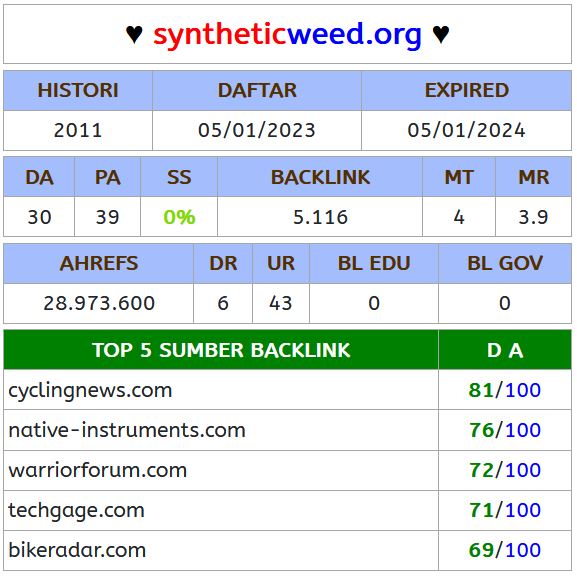 ♥ syntheticweed.org ♥
HISTORI DAFTAR EXPIRED
2011 05/01/2023 05/01/2024
DA PA SS BACKLINK MT MR
30 39 0% 5.116 4 3.9
AHREFS DR UR BL EDU BL GOV
28.973.600 6 43 0 0
TOP 5 SUMBER BACKLINK D A
cyclingnews.com 81/100
native-instruments.com 76/100
warriorforum.com 72/100
techgage.com 71/100
bikeradar.com 69/100